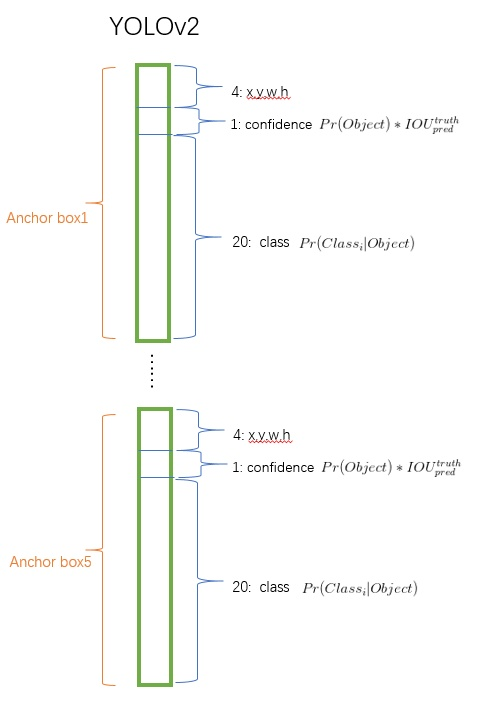 YOLOv2
4: x,y,w,h
1: confidence Pr(Object) * IOU_{pred}^{truth}
Anchor box1
20: class Pr(Class_i|Object)
4: x,y,w,h
1: confidence Pr(Object) * IOU_{pred}^{truth}
Anchor box5
20: class Pr(Class_i|Object)